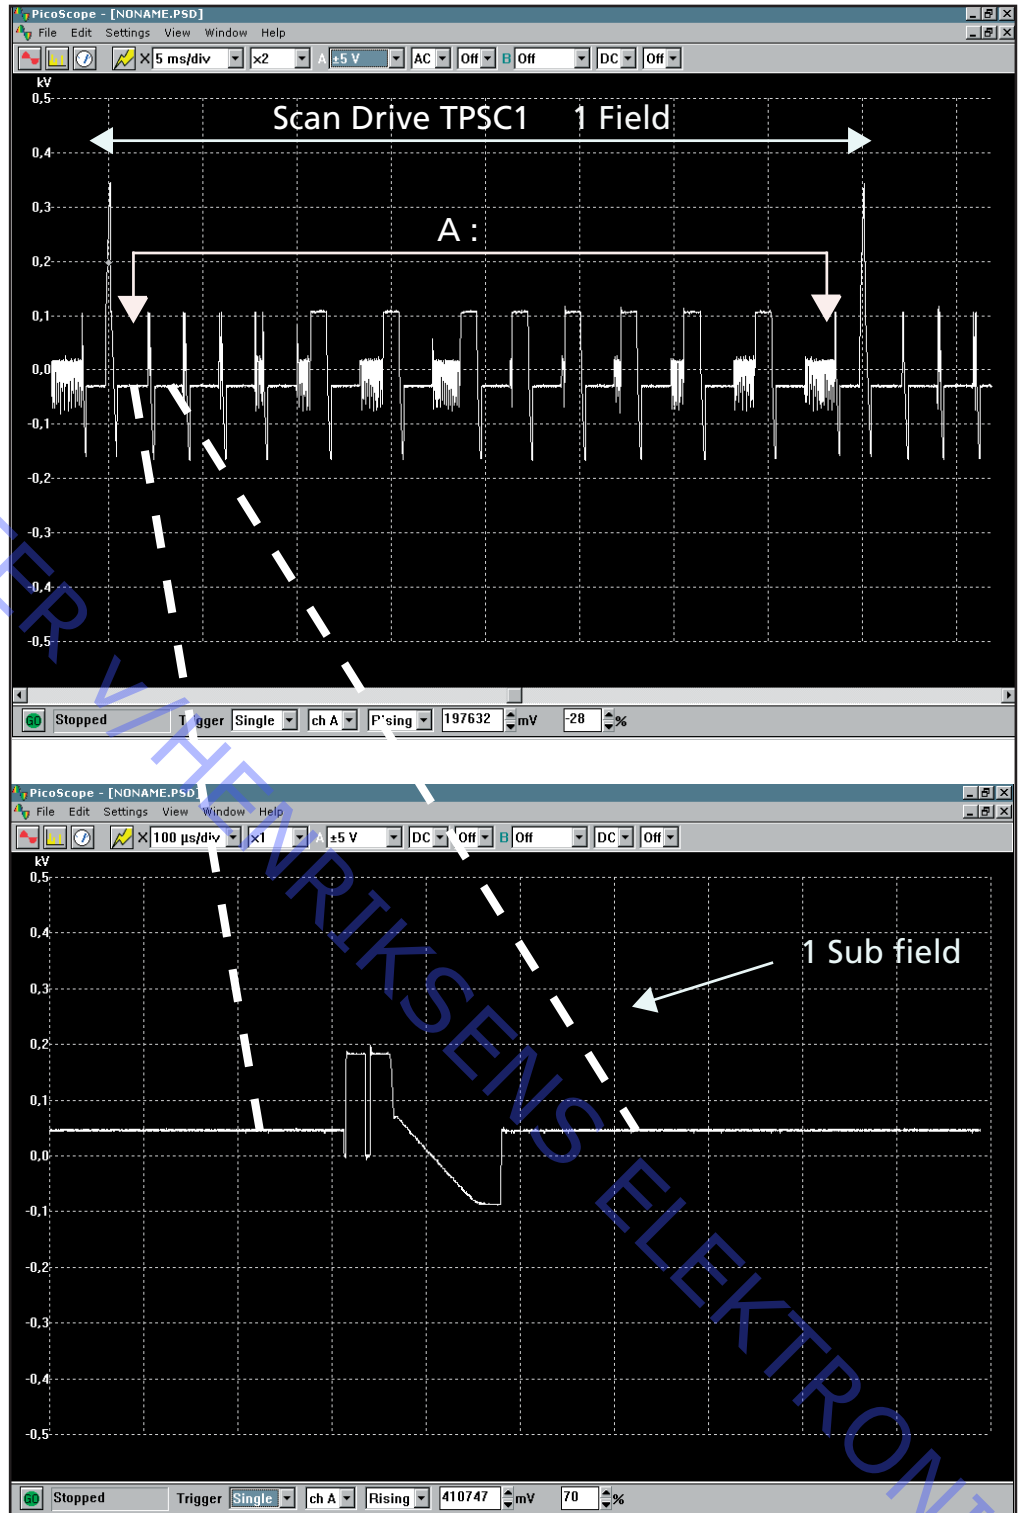 PicoScope - [NONAME.PSD]
File Edit Settings View Window Help
5 ms/div x2 A ±5 V AC Off B Off DC Off
kV
0,5
Scan Drive TPSC1 1 Field
0,4
0,3
A :
0,2
0,1
0,0
-0,1
-0,2
-0,3
-0,4
-0,5
GO Stopped Trigger Single ch A 197632 mV -28 %
PicoScope - [NONAME.PSD]
File Edit Settings View Window Help
100 µs/div x1 ±5 V DC Off B Off DC Off
kV
0,5
0,4
1 Sub field
0,3
0,2
0,1
0,0
-0,1
-0,2
-0,3
-0,4
-0,5
GO Stopped Trigger Single ch A Rising 410747 mV 70 %
V/HENRIKSENS